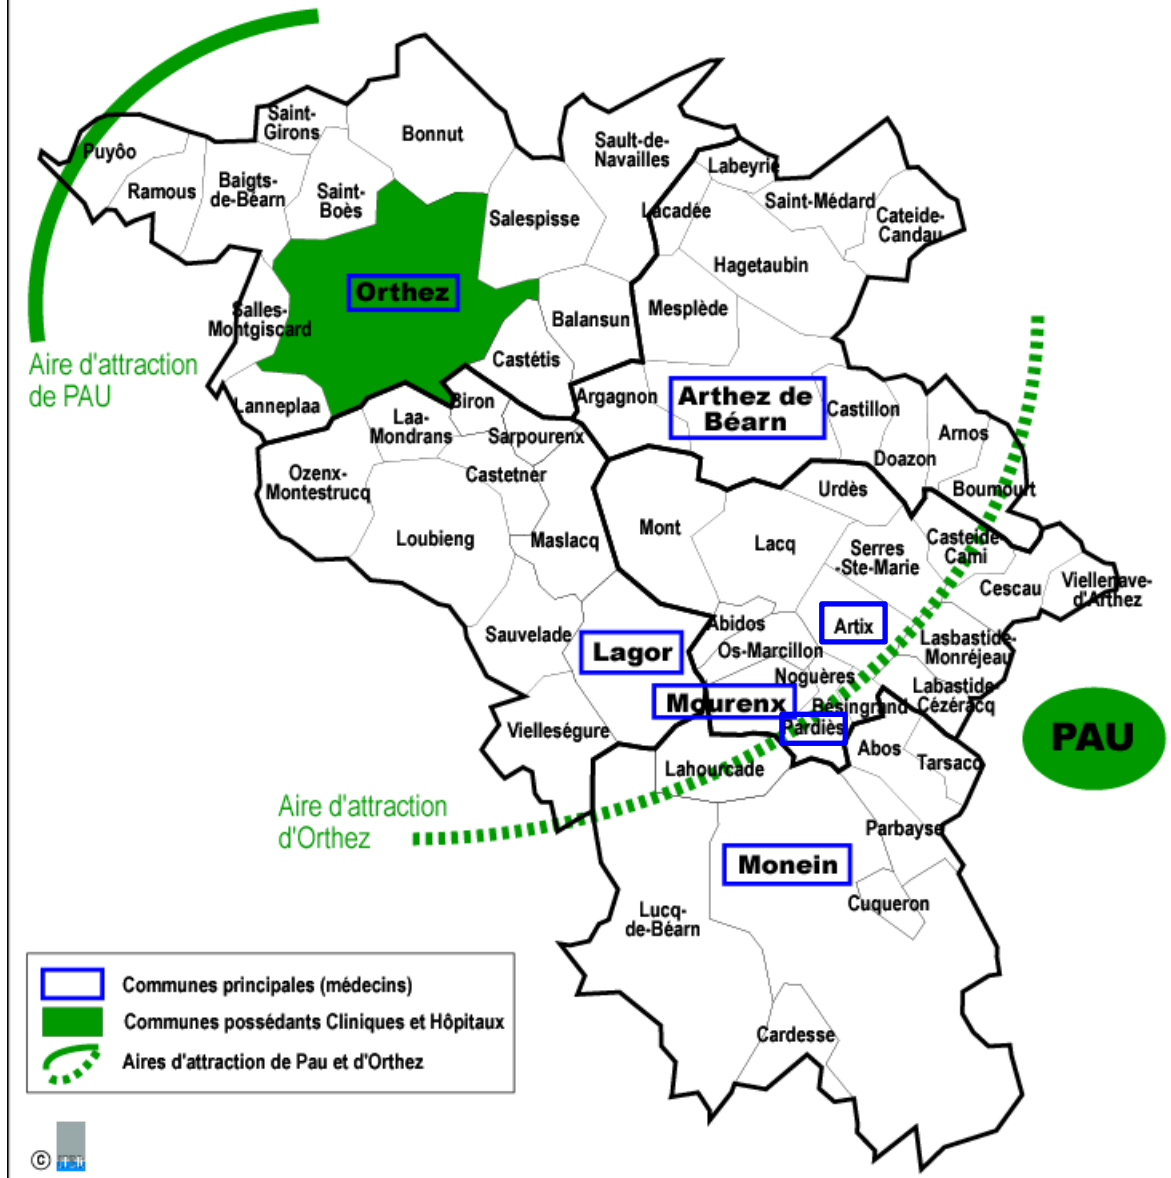 Saint-
Girons
Bonnut
Sault-de-
Navailles
Puyôo
Labeyrie
Ramous
Baigts-
de-Béarn
Saint-
Boès
Salespisse
Lacadée
Saint-Médard
Cateide-
Candau
Hagetaubin
Orthez
Mesplède
Salles-
Montgiscard
Balansun
Castétis
Aire d'attraction
de PAU
Lanneplaa
Biron
Argagnon
Arthez de
Béarn
Castillon
Laa-
Mondrans
Sarpourenx
Arnos
Doazon
Castetner
Ozenx-
Montestrucq
Urdès
Boumourt
Mont
Loubieng
Maslacq
Lacq
Serres
-Ste-Marie
Casteide-
Cami
Cescau
Viellenave-
d'Arthez
Abidos
Artix
Sauvelade
Lagor
Os-Marcillon
Lasbastide-
Monréjeau
Noguères
Mourenx
Bésingrand
Labastide-
Cézéracq
Vielleségure
Pardiès
Abos
PAU
Lahourcade
Tarsacq
Aire d'attraction
d'Orthez
Parbayse
Monein
Cuqueron
Lucq-
de-Béarn
Cardesse
Communes principales (médecins)
Communes possédants Cliniques et Hôpitaux
Aires d'attraction de Pau et d'Orthez
©